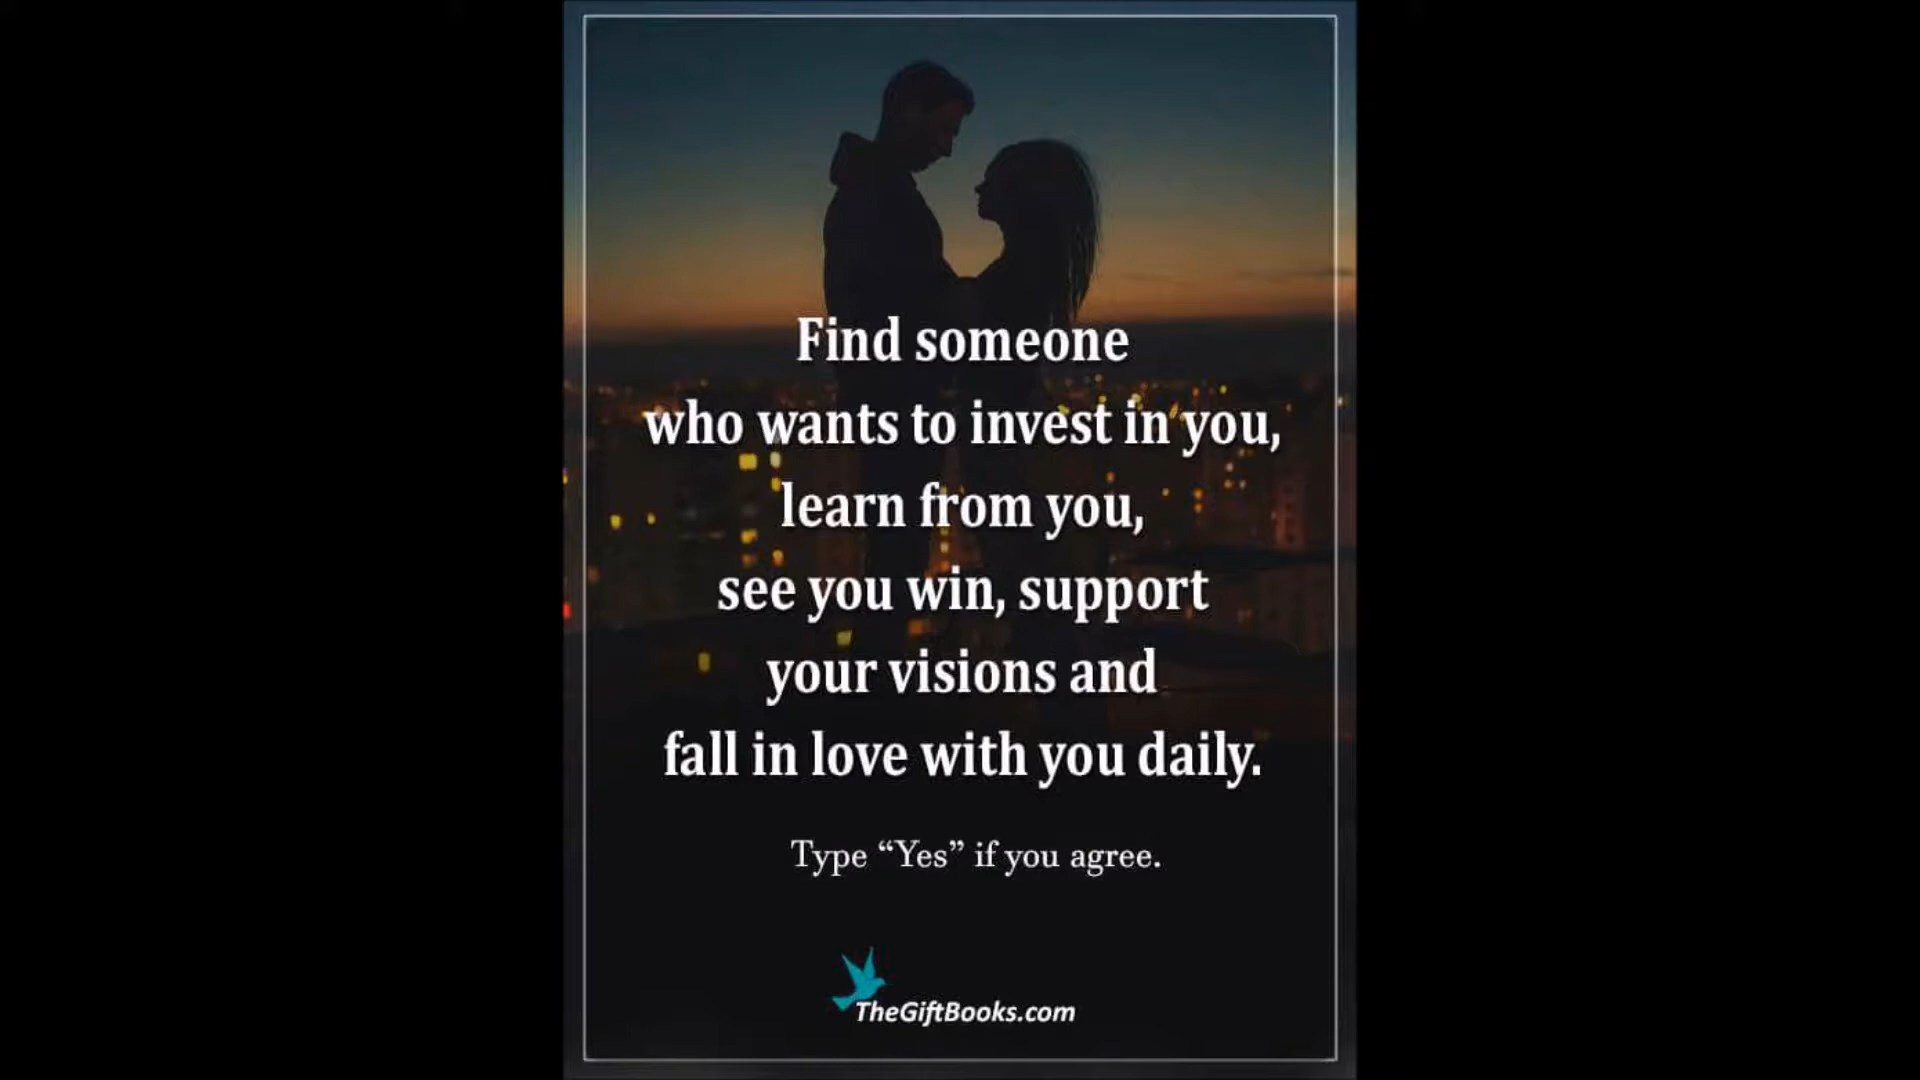 Find someone
who wants to invest in you,
learn from you,
see you win, support
your visions and
fall in love with you daily.
Type “Yes” if you agree.
TheGiftBooks.com